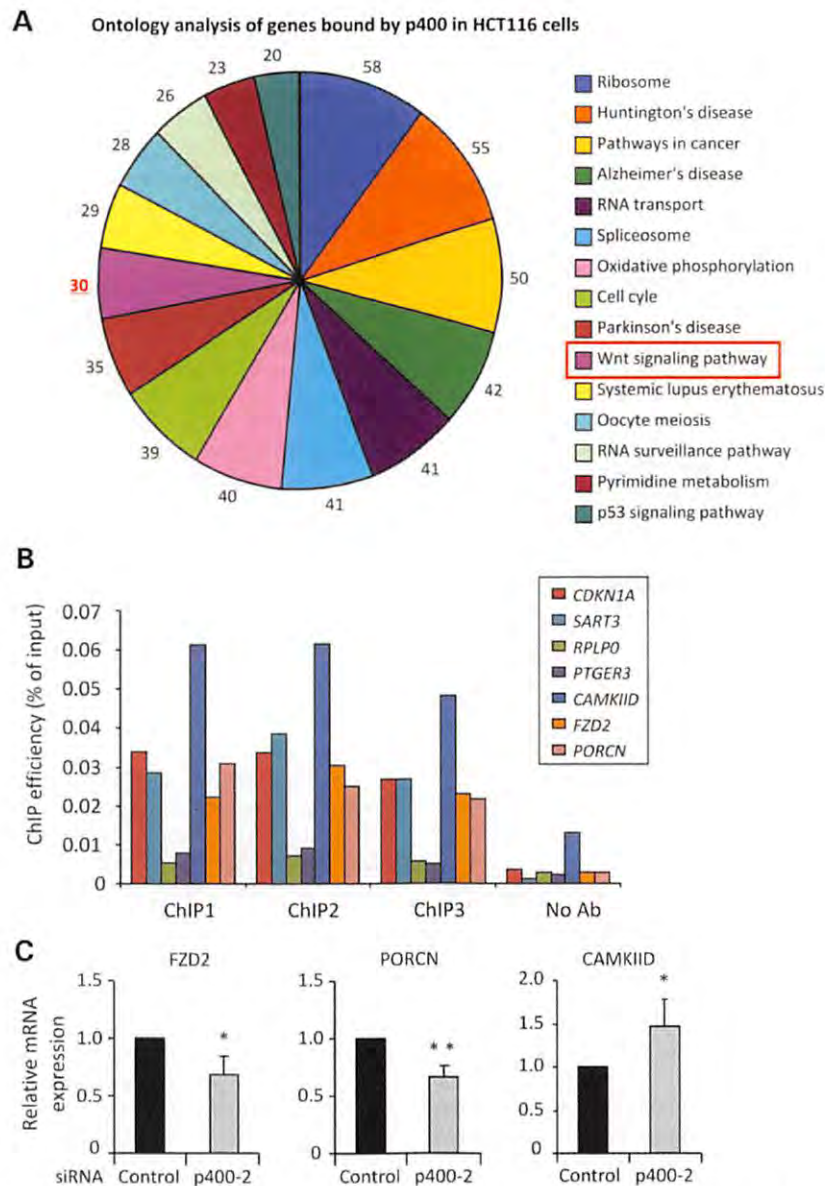 A
Ontology analysis of genes bound by p400 in HCT116 cells
58
55
50
42
41
41
40
39
35
30
29
28
26
23
20
Ribosome
Huntington's disease
Pathways in cancer
Alzheimer's disease
RNA transport
Spliceosome
Oxidative phosphorylation
Cell cyle
Parkinson's disease
Wnt signaling pathway
Systemic lupus erythematosus
Oocyte meiosis
RNA surveillance pathway
Pyrimidine metabolism
p53 signaling pathway
B
ChIP efficiency (% of input)
0.07
0.06
0.05
0.04
0.03
0.02
0.01
0
CDKN1A
SART3
RPLP0
PTGER3
CAMKIID
FZD2
PORCN
ChIP1 ChIP2 ChIP3 No Ab
C
Relative mRNA
expression
FZD2
1.5
1.0
0.5
0
*
PORCN
1.5
1.0
0.5
0
* *
CAMKIID
2.0
1.5
1.0
0.5
0
*
siRNA Control p400-2 Control p400-2 Control p400-2